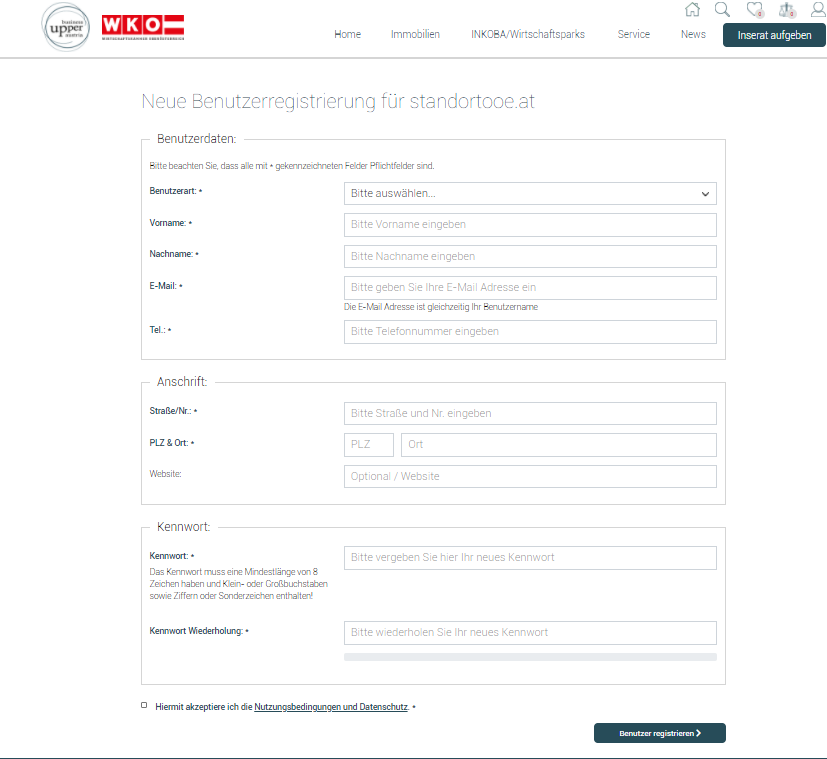 business
upper
austria
WKO
WIRTSCHAFTSKAMMER OBERÖSTERREICH
0
0
Home
Immobilien
INKOBA/Wirtschaftsparks
Service
News
Inserat aufgeben
Neue Benutzerregistrierung für standortooe.at
Benutzerdaten:
Bitte beachten Sie, dass alle mit * gekennzeichneten Felder Pflichtfelder sind.
Benutzerart: *
Bitte auswählen...
Vorname: *
Bitte Vorname eingeben
Nachname: *
Bitte Nachname eingeben
E-Mail: *
Bitte geben Sie Ihre E-Mail Adresse ein
Die E-Mail Adresse ist gleichzeitig Ihr Benutzername
Tel.: *
Bitte Telefonnummer eingeben
Anschrift:
Straße/Nr.: *
Bitte Straße und Nr. eingeben
PLZ & Ort: *
PLZ
Ort
Website:
Optional / Website
Kennwort:
Kennwort: *
Bitte vergeben Sie hier Ihr neues Kennwort
Das Kennwort muss eine Mindestlänge von 8
Zeichen haben und Klein- oder Großbuchstaben
sowie Ziffern oder Sonderzeichen enthalten!
Kennwort Wiederholung: *
Bitte wiederholen Sie Ihr neues Kennwort
Hiermit akzeptiere ich die Nutzungsbedingungen und Datenschutz. *
Benutzer registrieren